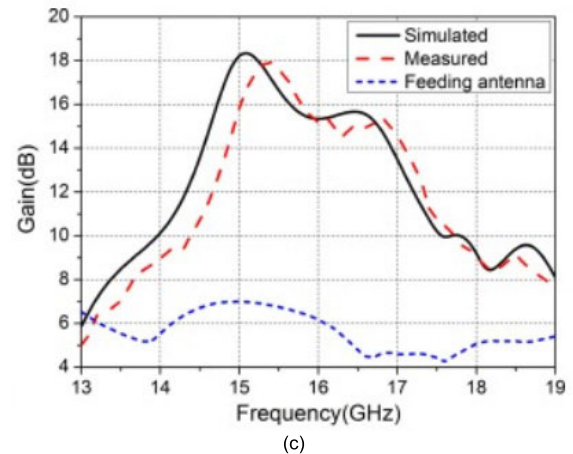 20
18
16
14
12
10
8
6
4
Gain(dB)
Simulated
Measured
Feeding antenna
13 14 15 16 17 18 19
Frequency(GHz)
(c)